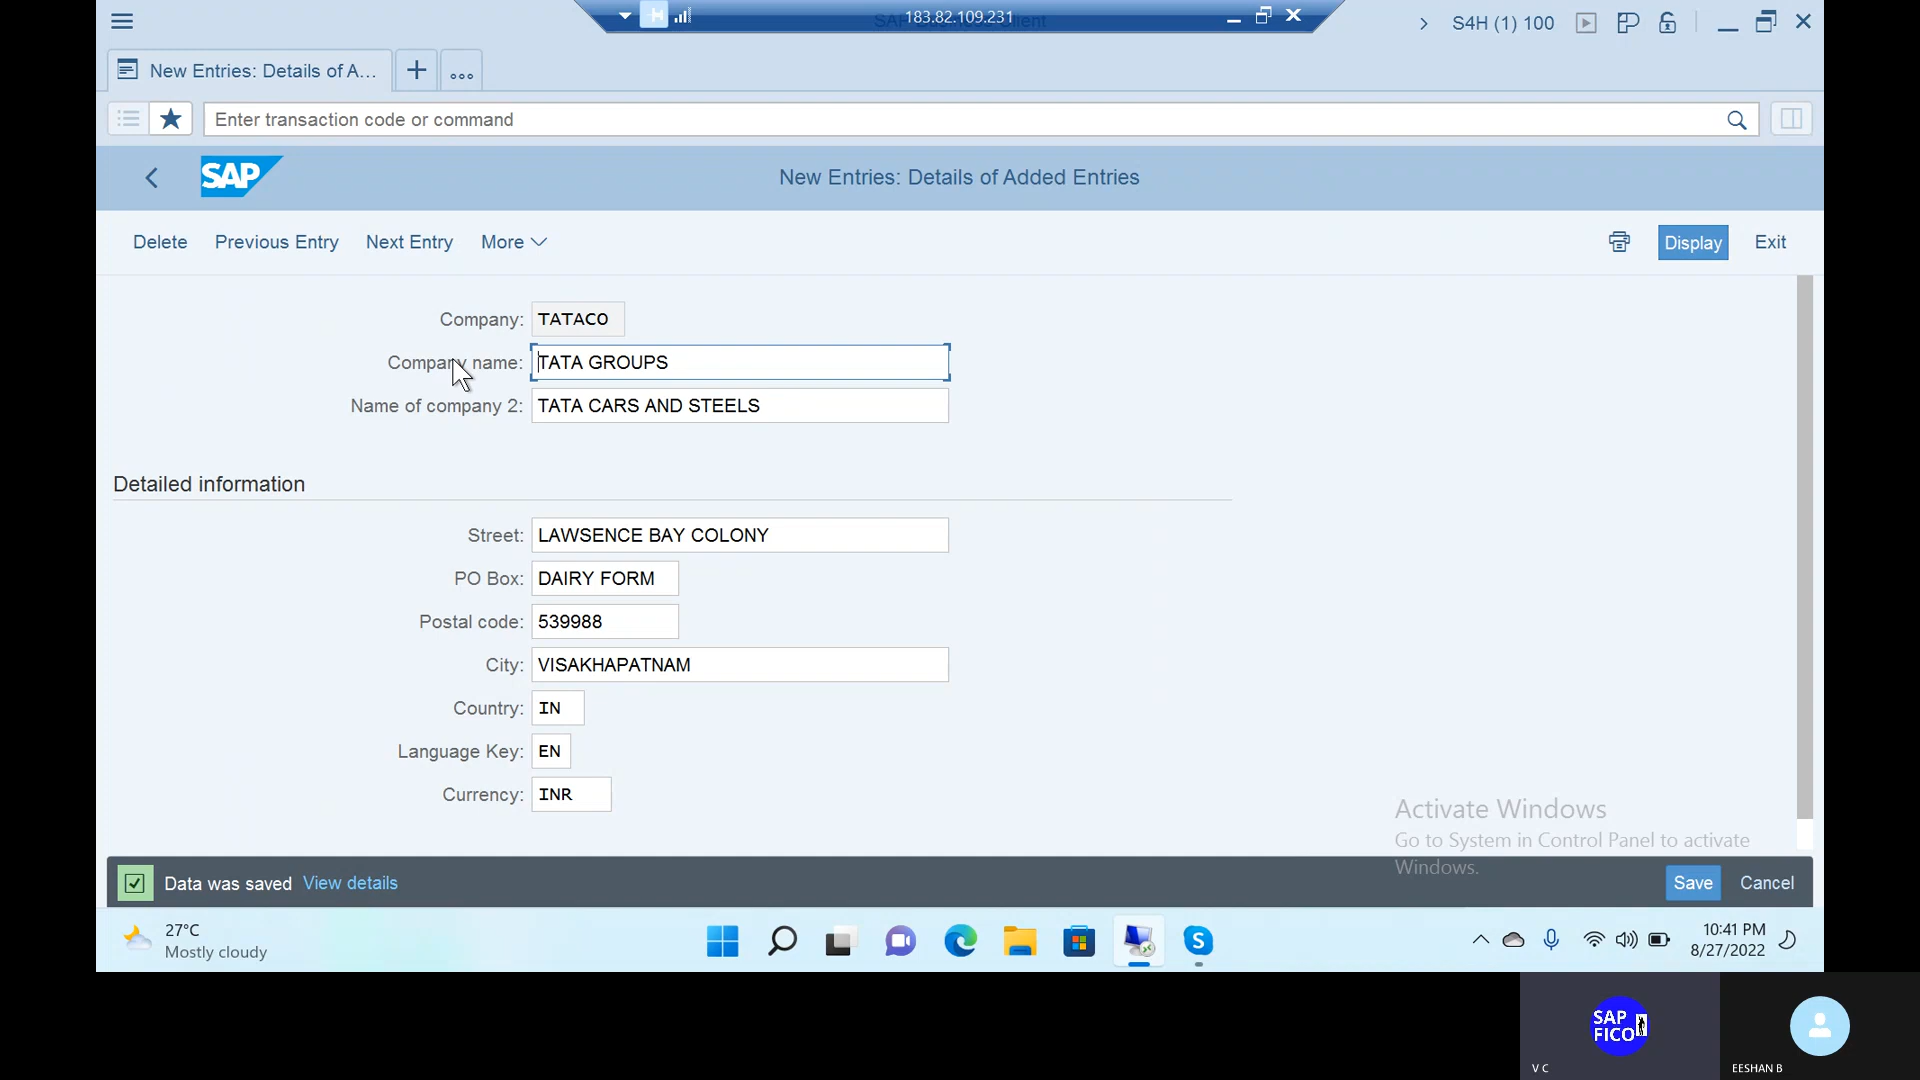 183.82.109.231
S4H (1) 100
New Entries: Details of A...
Enter transaction code or command
SAP
New Entries: Details of Added Entries
Delete Previous Entry Next Entry More Display Exit
Company: TATACO
Company name: TATA GROUPS
Name of company 2: TATA CARS AND STEELS
Detailed information
Street: LAWSENCE BAY COLONY
PO Box: DAIRY FORM
Postal code: 539988
City: VISAKHAPATNAM
Country: IN
Language Key: EN
Currency: INR
Activate Windows
Go to System in Control Panel to activate
Windows.
Data was saved View details Save Cancel
27°C
Mostly cloudy
10:41 PM
8/27/2022
SAP
FICO
V C
EESHAN B